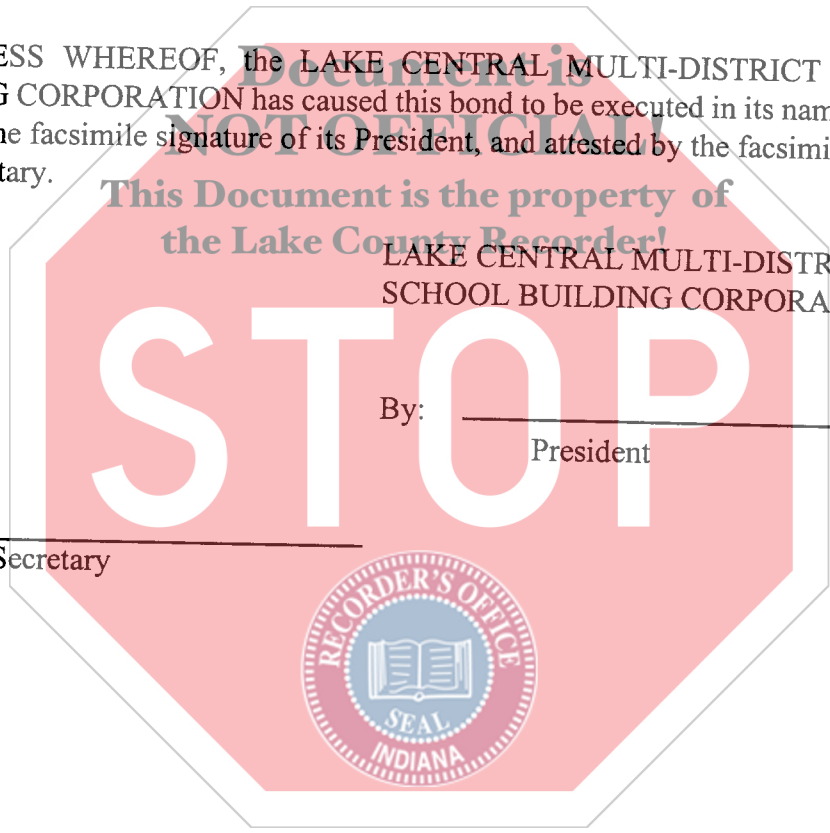 ESS WHEREOF, the LAKE CENTRAL MULTI-DISTRICT
G CORPORATION has caused this bond to be executed in its nam
he facsimile signature of its President, and attested by the facsimi
tary.
Document is
NOT OFFICIAL
This Document is the property of
the Lake County Recorder!
LAKE CENTRAL MULTI-DISTR
SCHOOL BUILDING CORPORA
STOP
By:
President
Secretary
RECORDER'S OFFICE
SEAL
INDIANA